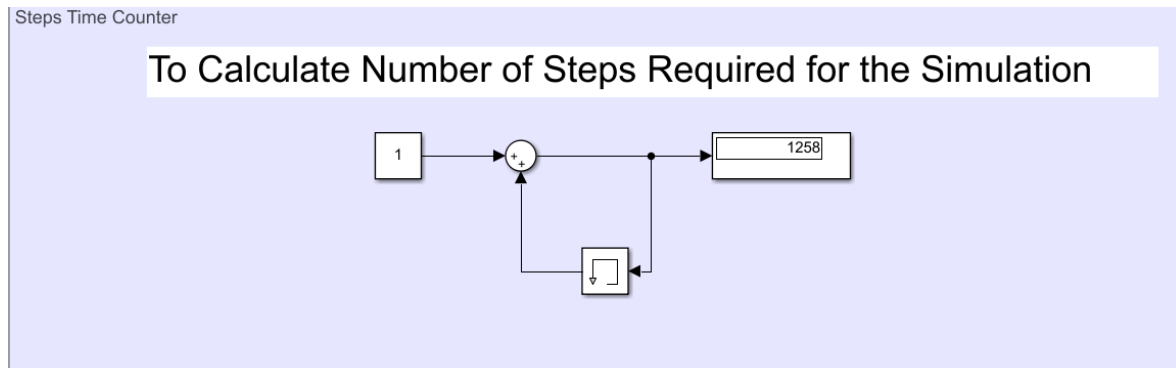 Steps Time Counter
To Calculate Number of Steps Required for the Simulation
1
+
+
1258